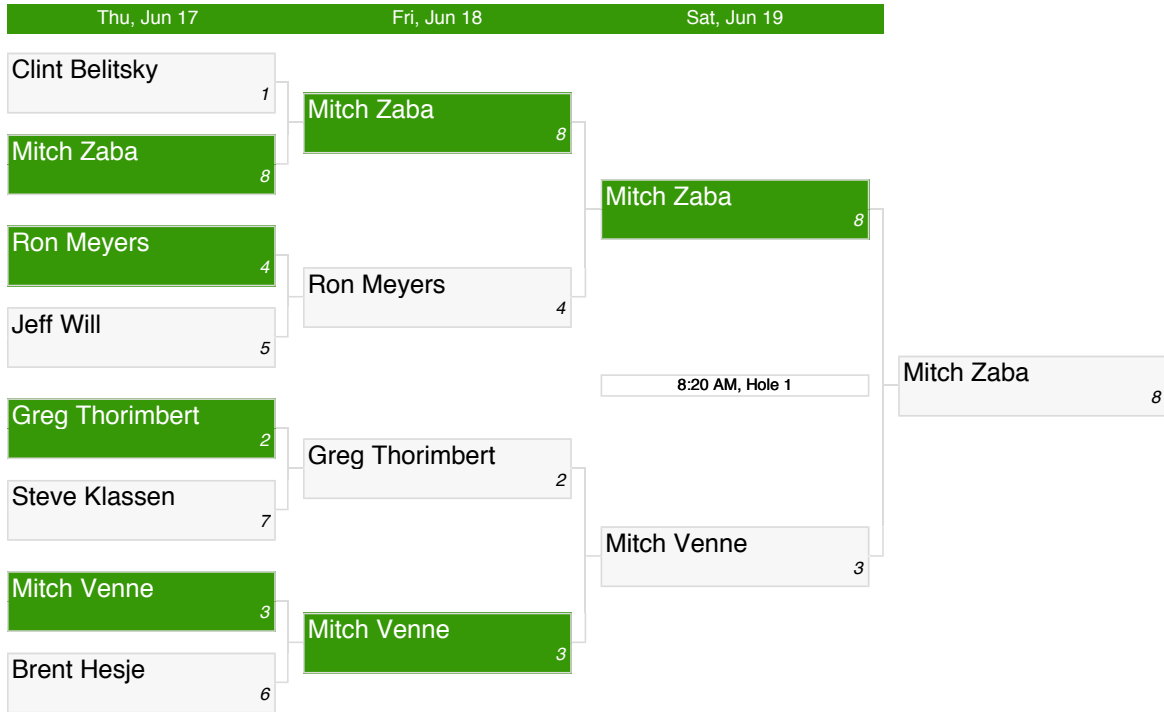 Thu, Jun 17
Fri, Jun 18
Sat, Jun 19
Clint Belitsky
1
Mitch Zaba
8
Ron Meyers
4
Jeff Will
5
Greg Thorimbert
2
Steve Klassen
7
Mitch Venne
3
Brent Hesje
6
Mitch Zaba
8
Ron Meyers
4
Greg Thorimbert
2
Mitch Venne
3
Mitch Zaba
8
8:20 AM, Hole 1
Mitch Venne
3
Mitch Zaba
8